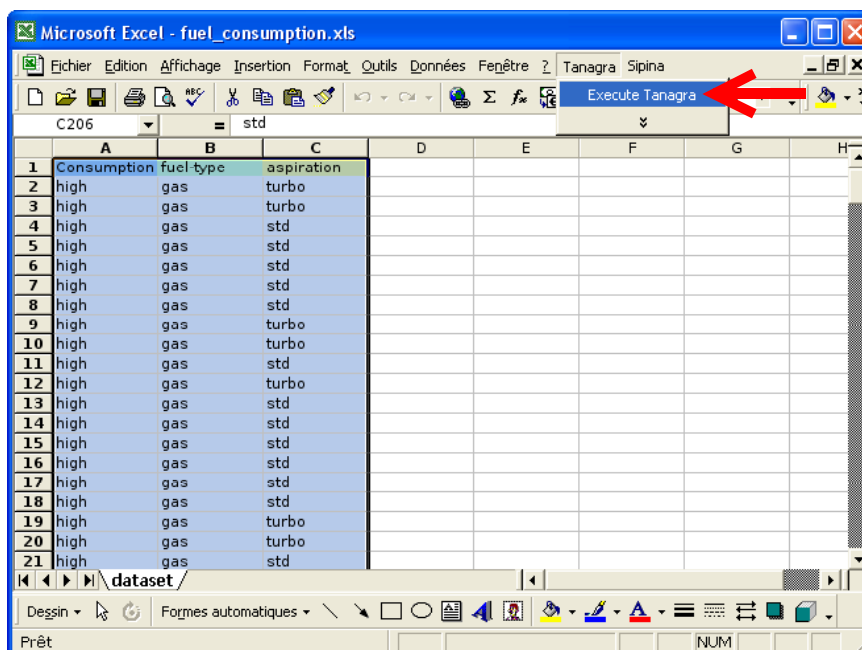 Microsoft Excel - fuel_consumption.xls
Fichier Edition Affichage Insertion Format Outils Données Fenêtre ? Tanagra Sipina
Execute Tanagra
C206 = std
A B C D E F G H
1 Consumption fuel-type aspiration
2 high gas turbo
3 high gas turbo
4 high gas std
5 high gas std
6 high gas std
7 high gas std
8 high gas std
9 high gas turbo
10 high gas turbo
11 high gas std
12 high gas turbo
13 high gas std
14 high gas std
15 high gas std
16 high gas std
17 high gas std
18 high gas std
19 high gas turbo
20 high gas turbo
21 high gas std
dataset
Dessin Formes automatiques
Prêt NUM